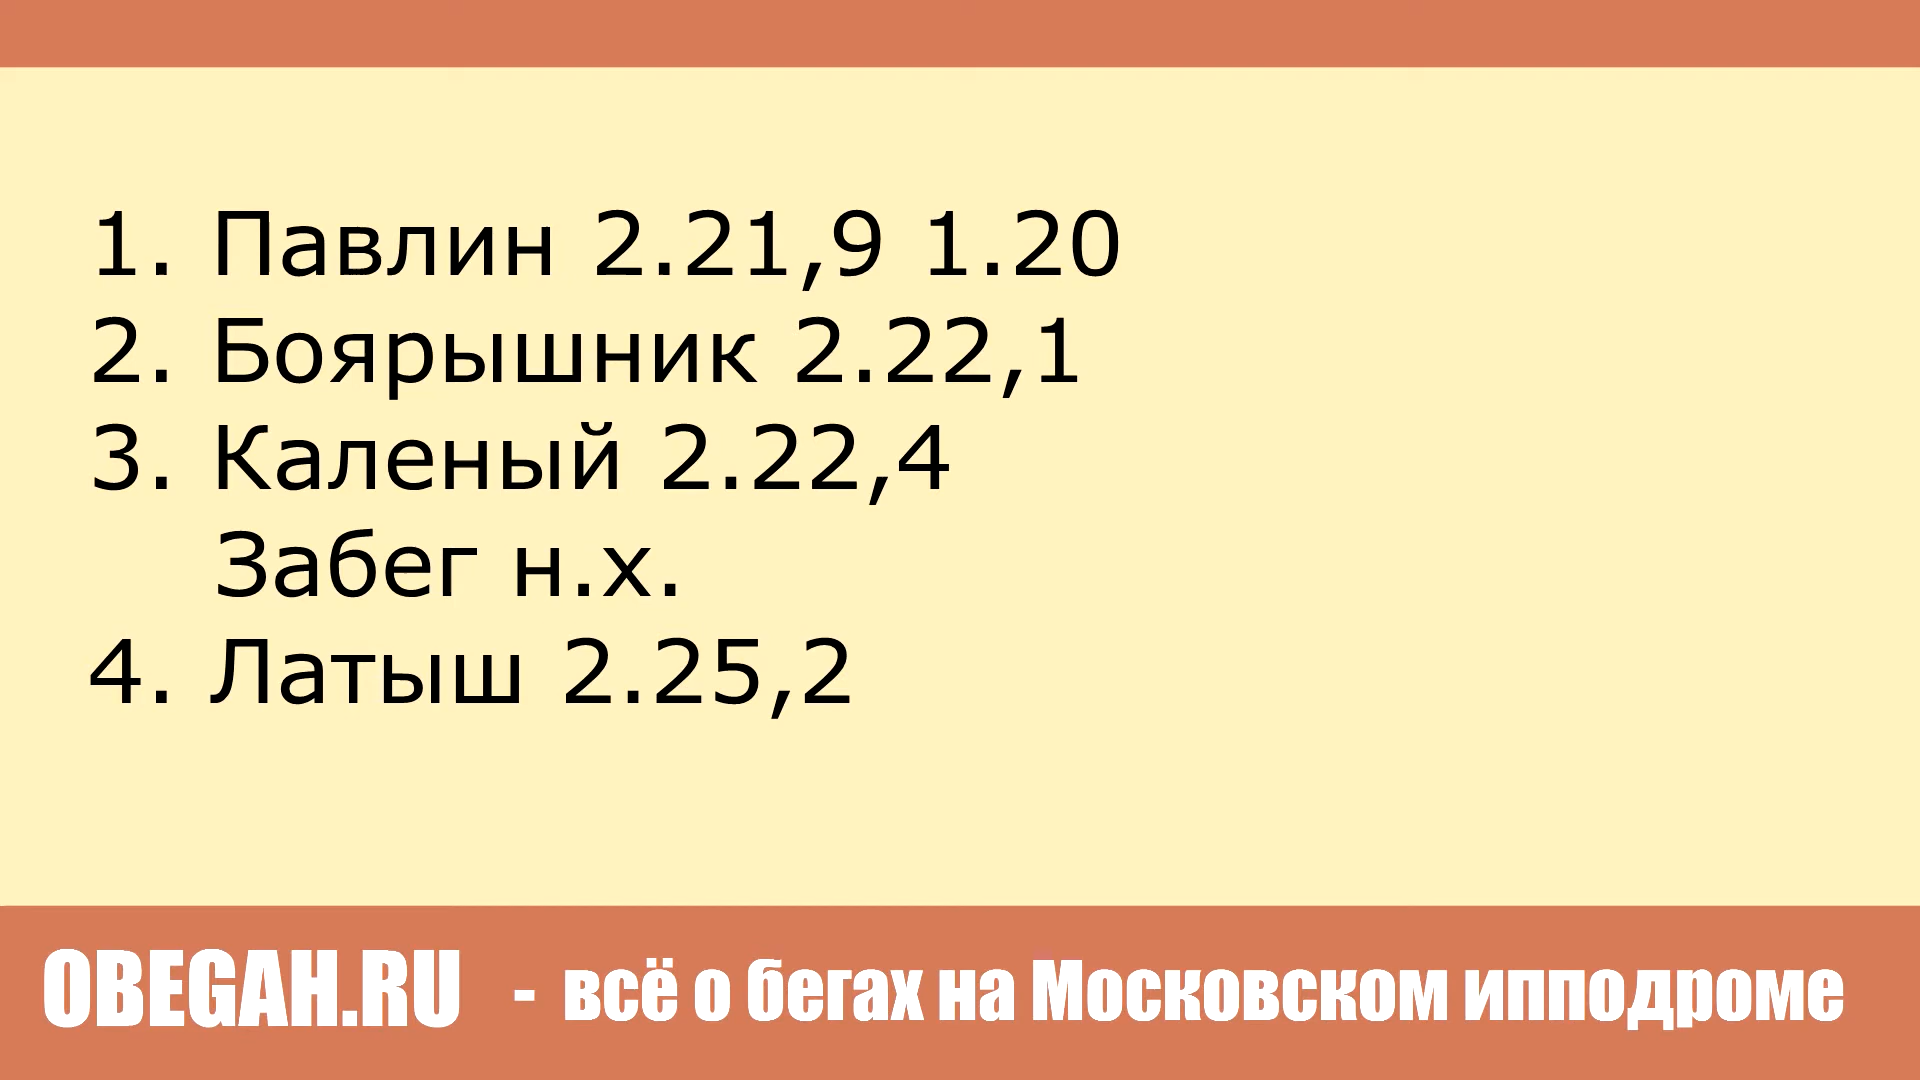 1. Павлин 2.21,9 1.20
2. Боярышник 2.22,1
3. Каленый 2.22,4
Забег н.х.
4. Латыш 2.25,2
OBEGAH.RU - всё о бегах на Московском ипподроме